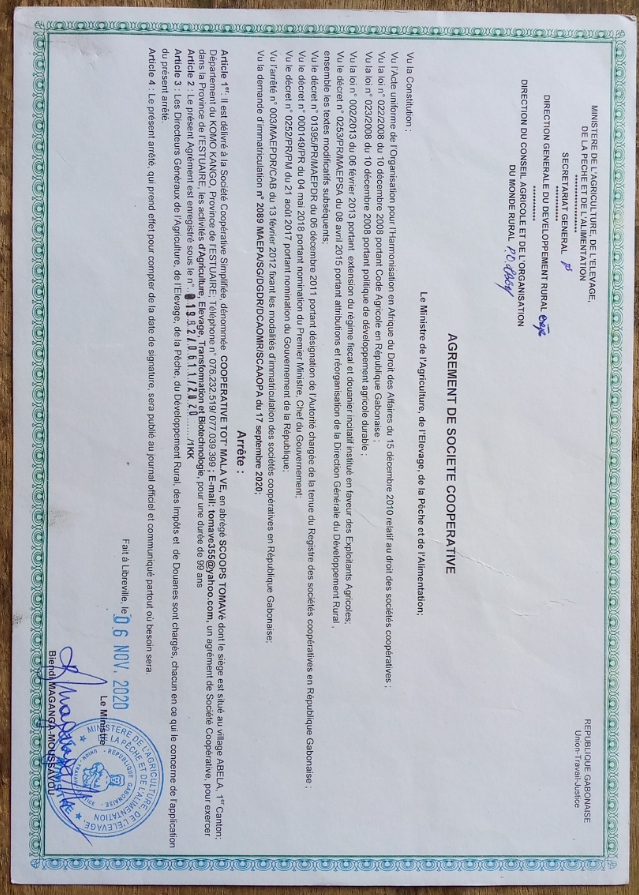 MINISTERE DE L'AGRICULTURE, DE L'ELEVAGE,
DE LA PECHE ET DE L'ALIMENTATION
**********
SECRETARIAT GENERAL
**********
DIRECTION GENERALE DU DEVELOPPEMENT RURAL
**********
DIRECTION DU CONSEIL AGRICOLE ET DE L'ORGANISATION
DU MONDE RURAL
REPUBLIQUE GABONAISE
Union-Travail-Justice
AGREMENT DE SOCIETE COOPERATIVE
Le Ministre de l'Agriculture, de l'Elevage, de la Pèche et de l'Alimentation;
Vu la Constitution ;
Vu l'Acte uniforme de l'Organisation pour l'Harmonisation en Afrique du Droit des Affaires du 15 décembre 2010 relatif au droit des sociétés coopératives ;
Vu la loi n° 022/2008 du 10 décembre 2008 portant Code Agricole en République Gabonaise ;
Vu la loi n° 023/2008 du 10 décembre 2008 portant politique de développement agricole durable ;
Vu la loi n° 002/2013 du 06 février 2013 portant extension du régime fiscal et douanier incitatif institué en faveur des Exploitants Agricoles;
Vu le décret n° 0253/PR/MAEPSA du 08 avril 2015 portant attributions et réorganisation de la Direction Générale du Développement Rural ,
ensemble les textes modificatifs subséquents;
Vu le décret n° 01395/PR/MAEPDR du 06 décembre 2011 portant désignation de l'Autorité chargée de la tenue du Registre des sociétés coopératives en République Gabonaise ;
Vu le décret n° 000149/PR du 04 mai 2018 portant nomination du Premier Ministre, Chef du Gouvernement;
Vu le décret n° 0252/PR/PM du 21 août 2017 portant nomination du Gouvernement de la République;
Vu l'arrêté n° 003/MAEPDR/CAB du 13 février 2012 fixant les modalités d'immatriculation des sociétés coopératives en République Gabonaise;
Vu la demande d'immatriculation n° 2089 MAEPA/SG/DGDR/DCAOMR/SCAAOPA du 17 septembre 2020;
Arrête :
Article 1er: Il est délivré à la Société Coopérative Simplifiée, dénommée COOPERATIVE TOT' MALA VE, en abrégé SCOOPS TOMAVé dont le siège est situé au village ABELA, 1er Canton;
Département du KOMO KANGO, Province de l'ESTUAIRE; Téléphone n° 076.232.519/ 077.039.399 ; E-mail: tomave355@yahoo.com, un agrément de Société Coopérative, pour exercer
dans la Province de l'ESTUAIRE, les activités d'Agriculture, Elevage, Transformation et Biotechnologie, pour une durée de 99 ans
Article 2 : Le présent Agrément est enregistré sous le n°. 01952/0611/2020....../1KK
Article 3 : Les Directeurs Généraux de l'Agriculture, de l'Elevage, de la Pêche, du Développement Rural, des Impôts et de Douanes sont chargés, chacun en ce qui le concerne de l'application
du présent arrêté
Article 4 : Le présent arrêté, qui prend effet pour compter de la date de signature, sera publié au journal officiel et communiqué partout où besoin sera
Fait à Libreville, le 06 NOV. 2020
Le Ministre
MINISTERE DE L'AGRICULTURE, DE L'ELEVAGE,
LA PECHE ET DE L'ALIMENTATION
REPUBLIQUE GABONAISE
Biendi MAGANGA-MOUSSAVOU